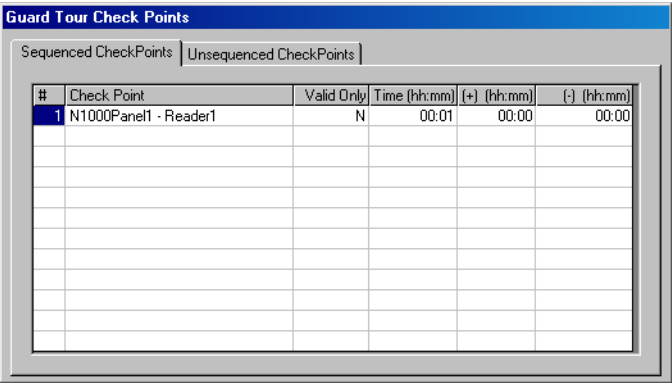 Guard Tour Check Points
Sequenced CheckPoints Unsequenced CheckPoints
# Check Point Valid Only Time (hh:mm) (+) (hh:mm) (-) (hh:mm)
1 N1000Panel1 - Reader1 N 00:01 00:00 00:00